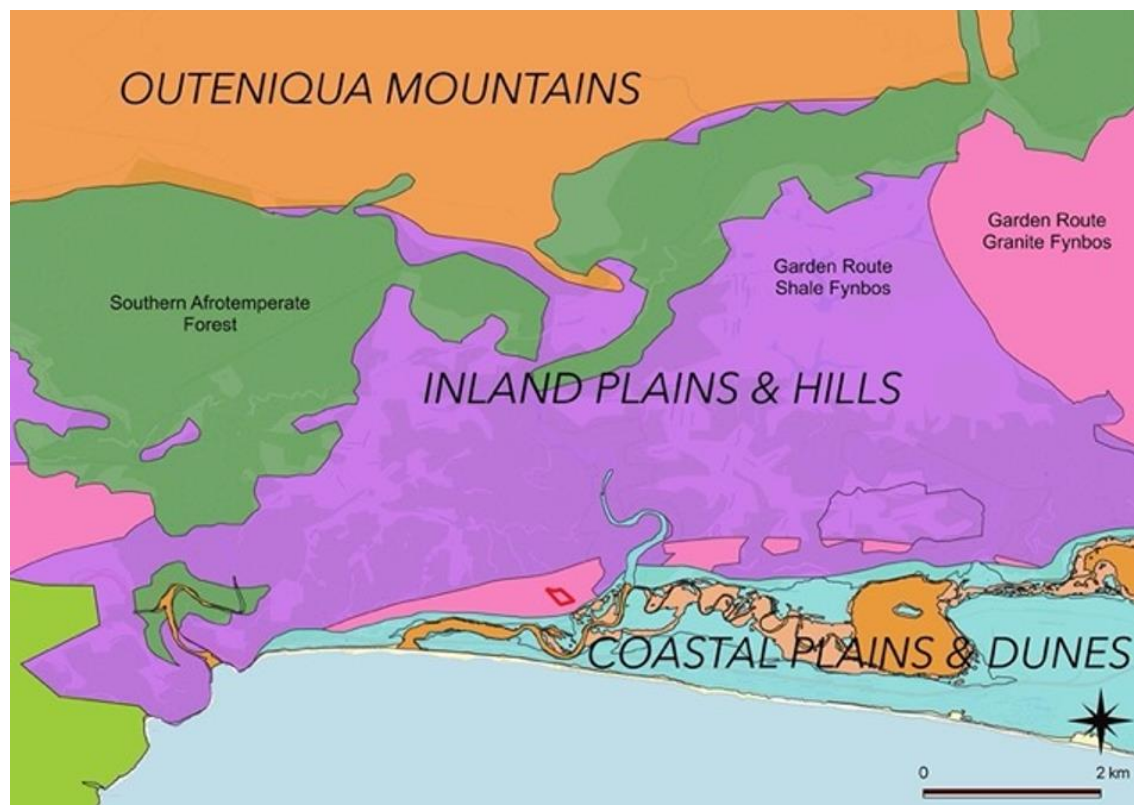 OUTENIQUA MOUNTAINS
Garden Route
Granite Fynbos
Garden Route
Shale Fynbos
Southern Afrotemperate
Forest
INLAND PLAINS & HILLS
COASTAL PLAINS & DUNES
0
2 km